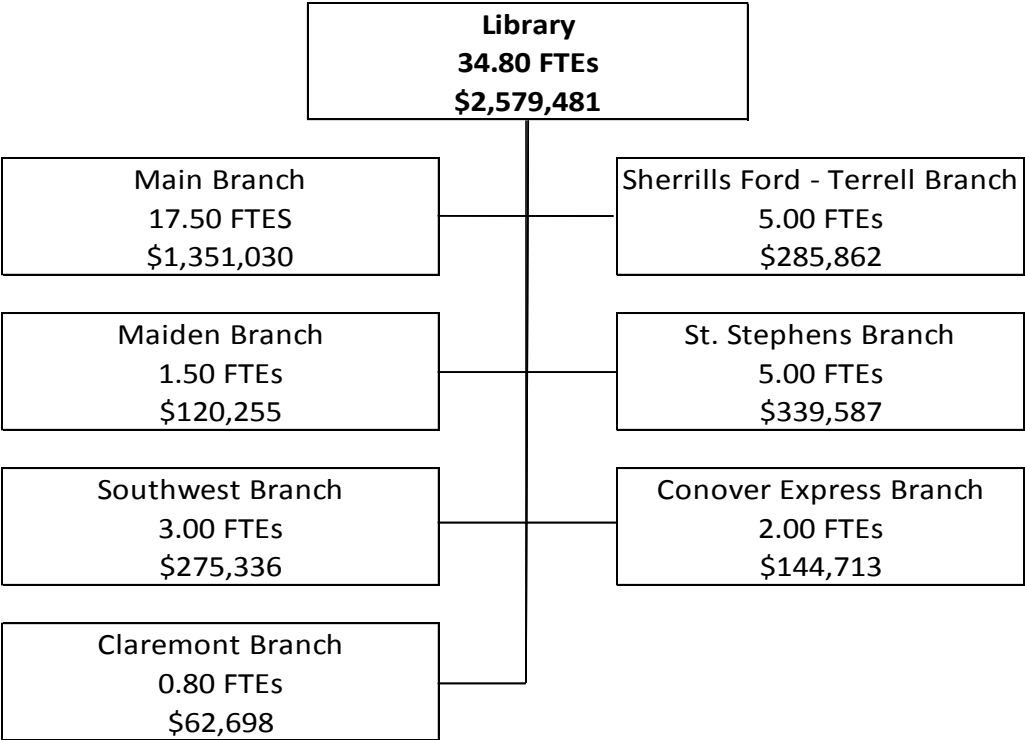 Library
34.80 FTEs
$2,579,481
Main Branch
17.50 FTES
$1,351,030
Sherrills Ford - Terrell Branch
5.00 FTEs
$285,862
Maiden Branch
1.50 FTEs
$120,255
St. Stephens Branch
5.00 FTEs
$339,587
Southwest Branch
3.00 FTEs
$275,336
Conover Express Branch
2.00 FTEs
$144,713
Claremont Branch
0.80 FTEs
$62,698